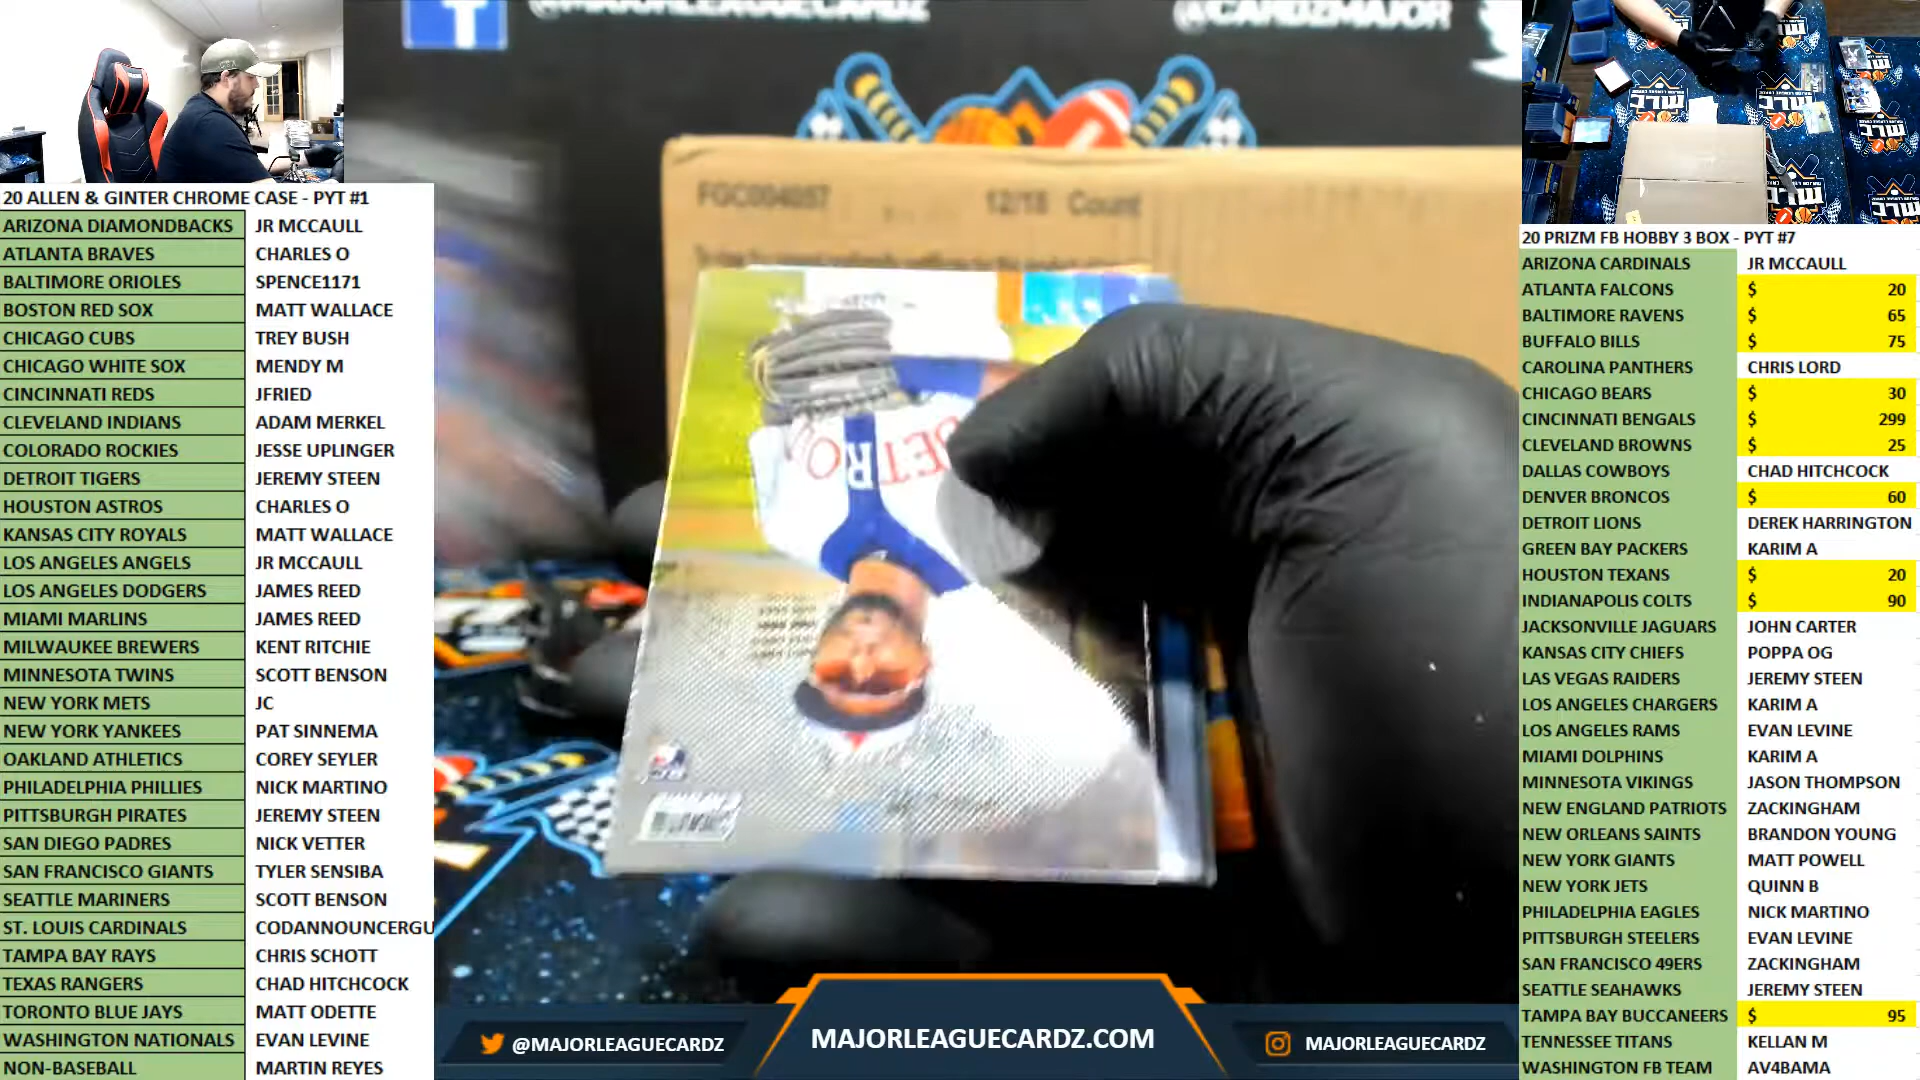 @MAJORLEAGUECARDZ
@CARDZMAJOR
20 ALLEN & GINTER CHROME CASE - PYT #1
ARIZONA DIAMONDBACKS JR MCCAULL
ATLANTA BRAVES CHARLES O
BALTIMORE ORIOLES SPENCE1171
BOSTON RED SOX MATT WALLACE
CHICAGO CUBS TREY BUSH
CHICAGO WHITE SOX MENDY M
CINCINNATI REDS JFRIED
CLEVELAND INDIANS ADAM MERKEL
COLORADO ROCKIES JESSE UPLINGER
DETROIT TIGERS JEREMY STEEN
HOUSTON ASTROS CHARLES O
KANSAS CITY ROYALS MATT WALLACE
LOS ANGELES ANGELS JR MCCAULL
LOS ANGELES DODGERS JAMES REED
MIAMI MARLINS JAMES REED
MILWAUKEE BREWERS KENT RITCHIE
MINNESOTA TWINS SCOTT BENSON
NEW YORK METS JC
NEW YORK YANKEES PAT SINNEMA
OAKLAND ATHLETICS COREY SEYLER
PHILADELPHIA PHILLIES NICK MARTINO
PITTSBURGH PIRATES JEREMY STEEN
SAN DIEGO PADRES NICK VETTER
SAN FRANCISCO GIANTS TYLER SENSIBA
SEATTLE MARINERS SCOTT BENSON
ST. LOUIS CARDINALS CODANNOUNCERGU
TAMPA BAY RAYS CHRIS SCHOTT
TEXAS RANGERS CHAD HITCHCOCK
TORONTO BLUE JAYS MATT ODETTE
WASHINGTON NATIONALS EVAN LEVINE
NON-BASEBALL MARTIN REYES
FGC004057 12/18 Count
@MAJORLEAGUECARDZ
MAJORLEAGUECARDZ.COM
MAJORLEAGUECARDZ
20 PRIZM FB HOBBY 3 BOX - PYT #7
ARIZONA CARDINALS JR MCCAULL
ATLANTA FALCONS $ 20
BALTIMORE RAVENS $ 65
BUFFALO BILLS $ 75
CAROLINA PANTHERS CHRIS LORD
CHICAGO BEARS $ 30
CINCINNATI BENGALS $ 299
CLEVELAND BROWNS $ 25
DALLAS COWBOYS CHAD HITCHCOCK
DENVER BRONCOS $ 60
DETROIT LIONS DEREK HARRINGTON
GREEN BAY PACKERS KARIM A
HOUSTON TEXANS $ 20
INDIANAPOLIS COLTS $ 90
JACKSONVILLE JAGUARS JOHN CARTER
KANSAS CITY CHIEFS POPPA OG
LAS VEGAS RAIDERS JEREMY STEEN
LOS ANGELES CHARGERS KARIM A
LOS ANGELES RAMS EVAN LEVINE
MIAMI DOLPHINS KARIM A
MINNESOTA VIKINGS JASON THOMPSON
NEW ENGLAND PATRIOTS ZACKINGHAM
NEW ORLEANS SAINTS BRANDON YOUNG
NEW YORK GIANTS MATT POWELL
NEW YORK JETS QUINN B
PHILADELPHIA EAGLES NICK MARTINO
PITTSBURGH STEELERS EVAN LEVINE
SAN FRANCISCO 49ERS ZACKINGHAM
SEATTLE SEAHAWKS JEREMY STEEN
TAMPA BAY BUCCANEERS $ 95
TENNESSEE TITANS KELLAN M
WASHINGTON FB TEAM AV4BAMA